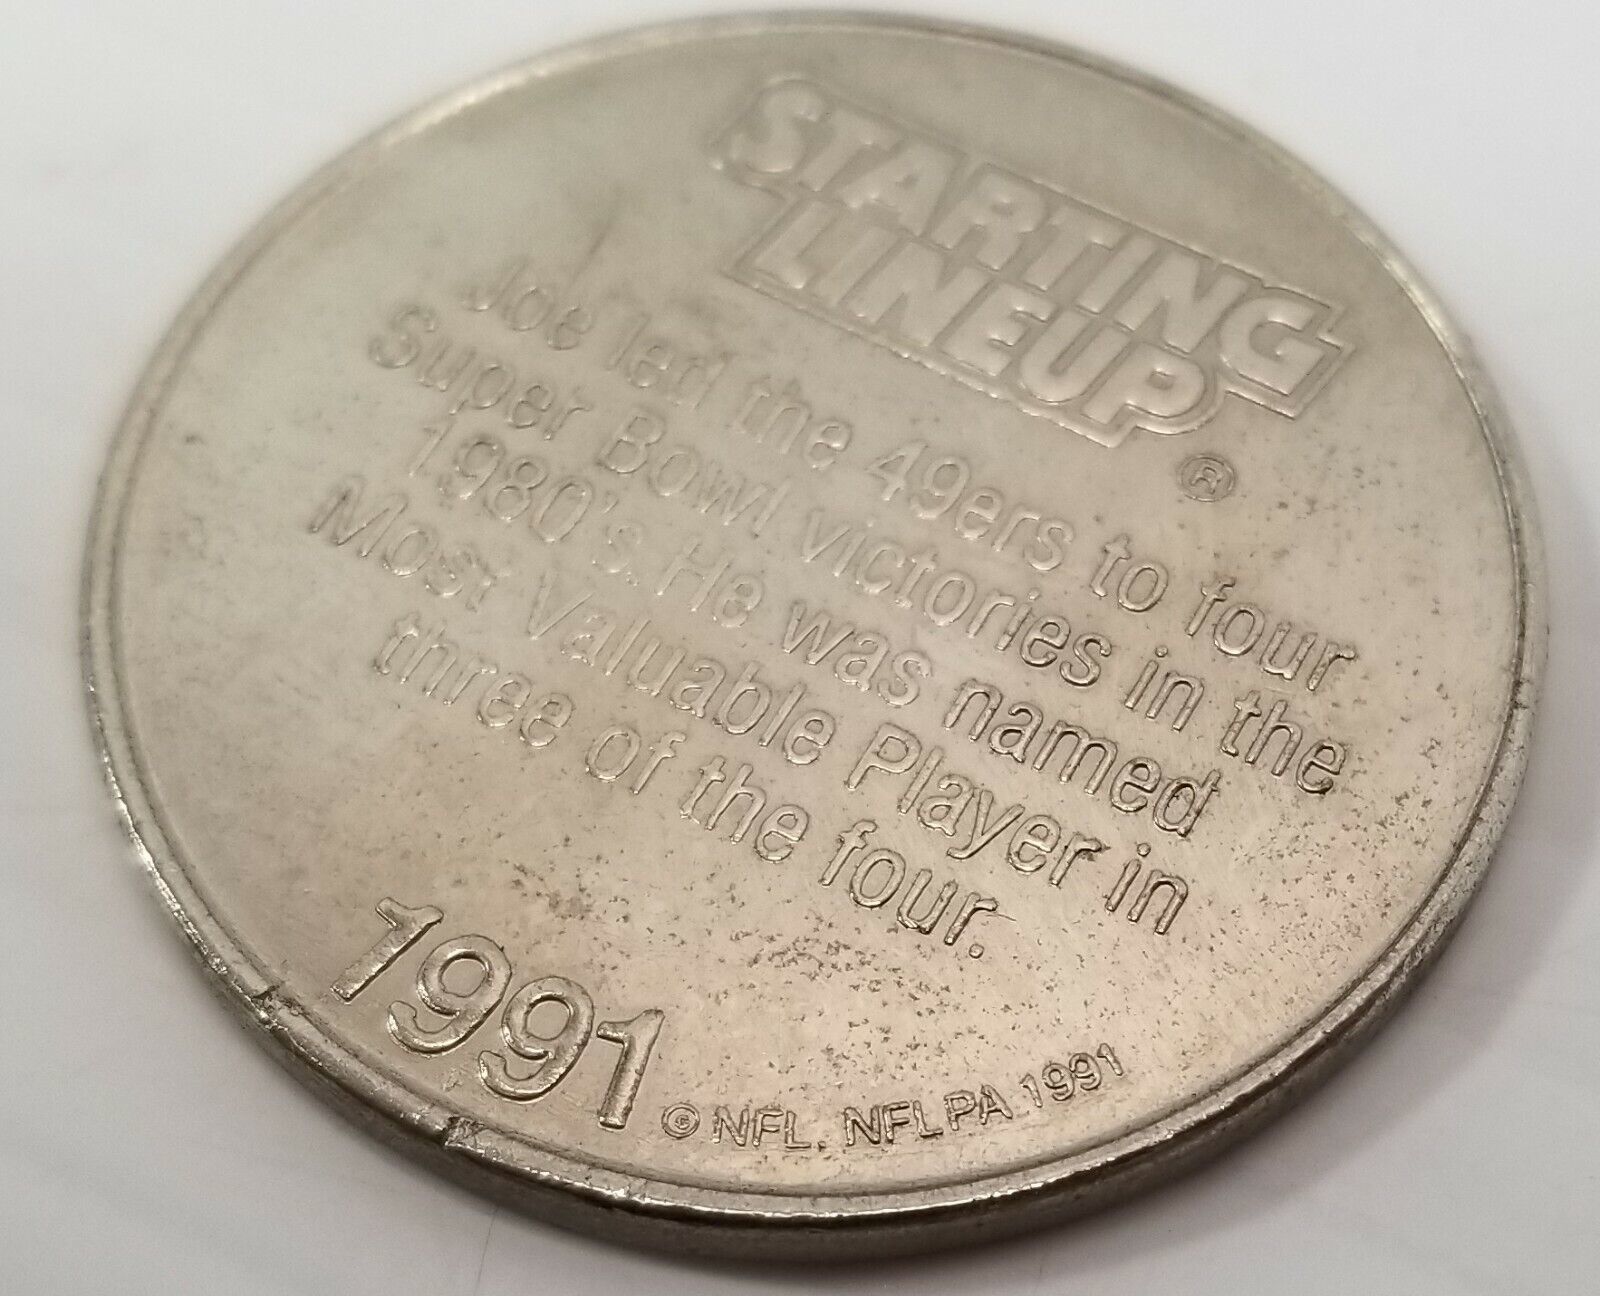 STARTING
LINEUP®
Joe led the 49ers to four
Super Bowl victories in the
1980's. He was named
Most Valuable Player in
three of the four.
1991
© NFL. NFLPA 1991